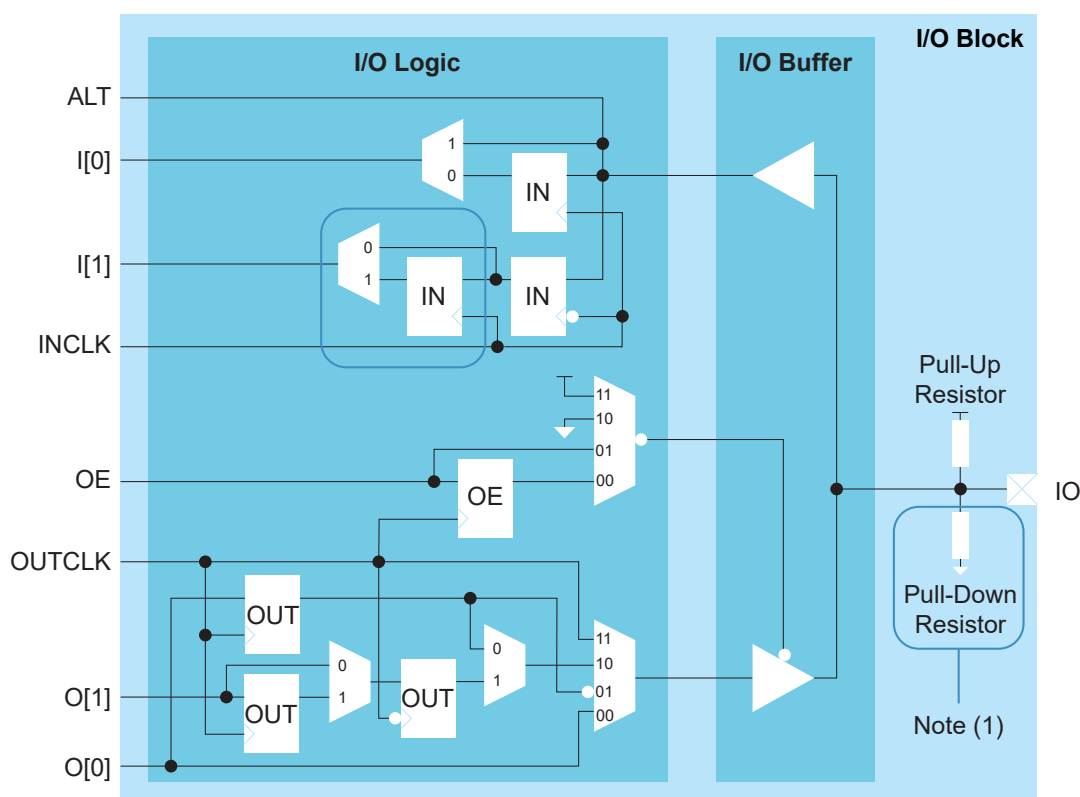 I/O Block
I/O Logic
I/O Buffer
ALT
I[0]
1
0
IN
I[1]
0
1
IN
IN
INCLK
Pull-Up
Resistor
11
10
01
00
OE
OE
IO
OUTCLK
Pull-Down
Resistor
OUT
0
1
11
10
01
00
O[1]
0
1
OUT
OUT
Note (1)
O[0]